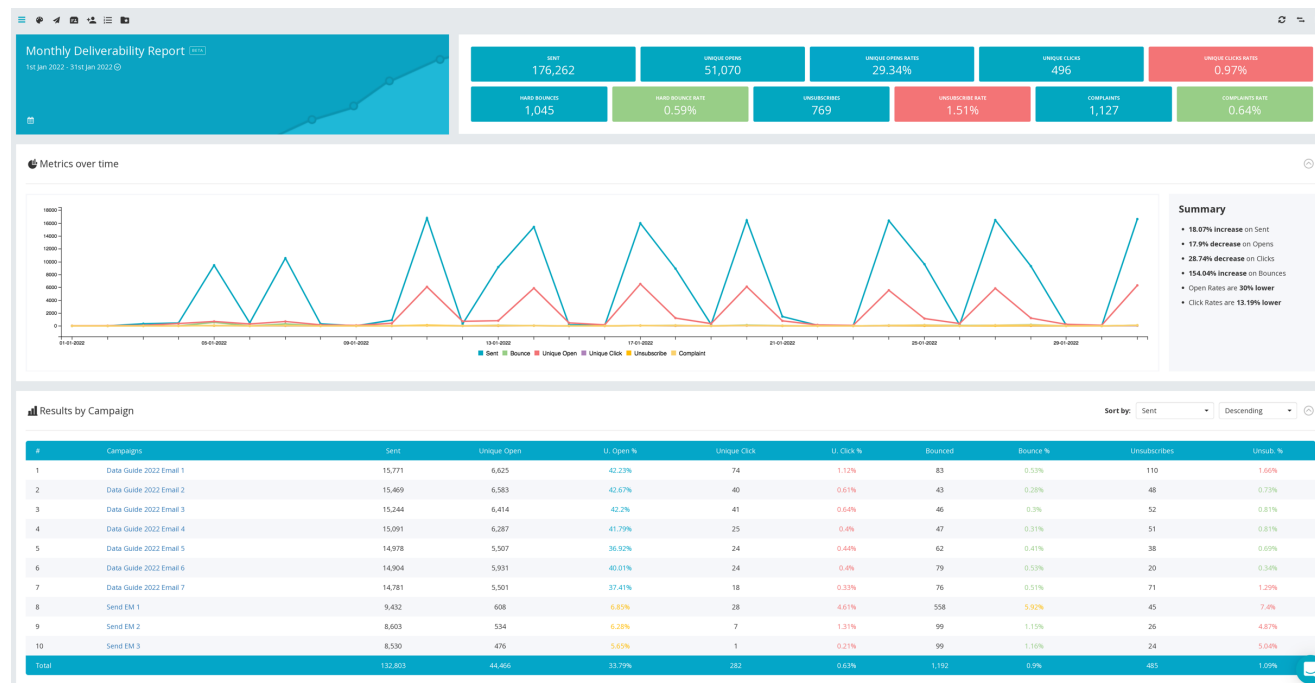 Monthly Deliverability Report BETA
1st Jan 2022 - 31st Jan 2022
SENT
176,262
UNIQUE OPENS
51,070
UNIQUE OPENS RATES
29.34%
UNIQUE CLICKS
496
UNIQUE CLICKS RATES
0.97%
HARD BOUNCES
1,045
HARD BOUNCE RATE
0.59%
UNSUBSCRIBES
769
UNSUBSCRIBE RATE
1.51%
COMPLAINTS
1,127
COMPLAINTS RATE
0.64%
Metrics over time
18000
16000
14000
12000
10000
8000
6000
4000
2000
0
01-01-2022 05-01-2022 09-01-2022 13-01-2022 17-01-2022 21-01-2022 25-01-2022 29-01-2022
Sent Bounce Unique Open Unique Click Unsubscribe Complaint
Summary
• 18.07% increase on Sent
• 17.9% decrease on Opens
• 28.74% decrease on Clicks
• 154.04% increase on Bounces
• Open Rates are 30% lower
• Click Rates are 13.19% lower
Results by Campaign
Sort by: Sent Descending
# Campaigns Sent Unique Open U. Open % Unique Click U. Click % Bounced Bounce % Unsubscribes Unsub. %
1 Data Guide 2022 Email 1 15,771 6,625 42.23% 74 1.12% 83 0.53% 110 1.66%
2 Data Guide 2022 Email 2 15,469 6,583 42.67% 40 0.61% 43 0.28% 48 0.73%
3 Data Guide 2022 Email 3 15,244 6,414 42.2% 41 0.64% 46 0.3% 52 0.81%
4 Data Guide 2022 Email 4 15,091 6,287 41.79% 25 0.4% 47 0.31% 51 0.81%
5 Data Guide 2022 Email 5 14,978 5,507 36.92% 24 0.44% 62 0.41% 38 0.69%
6 Data Guide 2022 Email 6 14,904 5,931 40.01% 24 0.4% 79 0.53% 20 0.34%
7 Data Guide 2022 Email 7 14,781 5,501 37.41% 18 0.33% 76 0.51% 71 1.29%
8 Send EM 1 9,432 608 6.85% 28 4.61% 558 5.92% 45 7.4%
9 Send EM 2 8,603 534 6.28% 7 1.31% 99 1.15% 26 4.87%
10 Send EM 3 8,530 476 5.65% 1 0.21% 99 1.16% 24 5.04%
Total 132,803 44,466 33.79% 282 0.63% 1,192 0.9% 485 1.09%